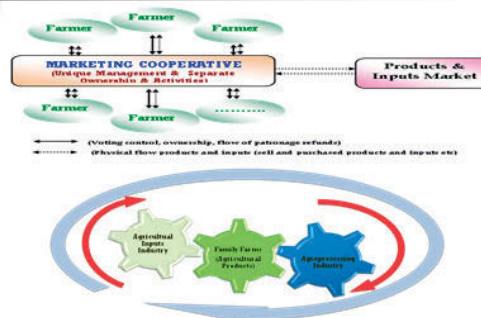 Farmer
Farmer
Farmer
MARKETING COOPERATIVE
(Unique Management & Separate
Ownership & Activities)
Products &
Inputs Market
Farmer
Farmer
..........
(Voting control, ownership, flow of patronage refunds)
(Physical flow products and inputs (sell and purchased products and inputs etc)
Agricultural
Inputs
Industry
Family Farms
(Agricultural
Products)
Agroprocessing
Industry